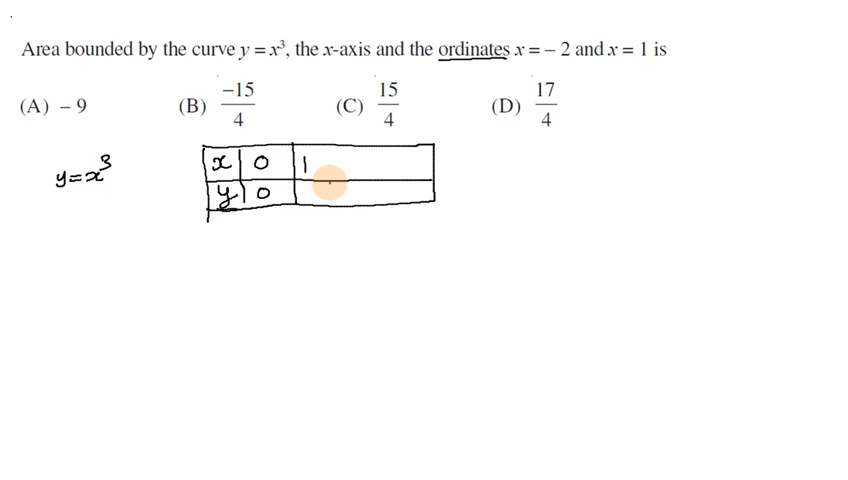 Area bounded by the curve y = x³, the x-axis and the ordinates x = – 2 and x = 1 is
(A) – 9 (B) –15/4 (C) 15/4 (D) 17/4
y=x³
x 0 1
y 0